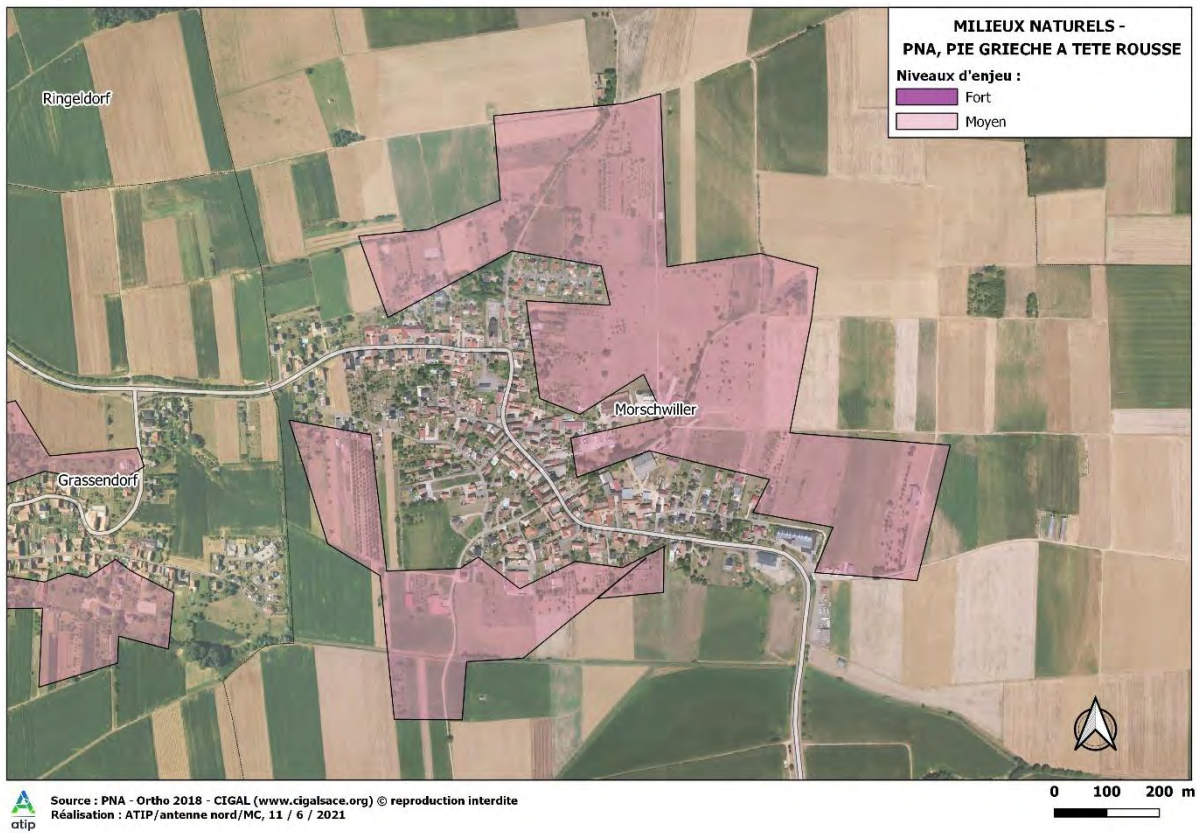 MILIEUX NATURELS -
PNA, PIE GRIECHE A TETE ROUSSE
Niveaux d'enjeu :
Fort
Moyen
Ringeldorf
Morschwiller
Grassendorf
0 100 200 m
atip
Source : PNA - Ortho 2018 - CIGAL (www.cigalsace.org) © reproduction interdite
Réalisation : ATIP/antenne nord/MC, 11 / 6 / 2021